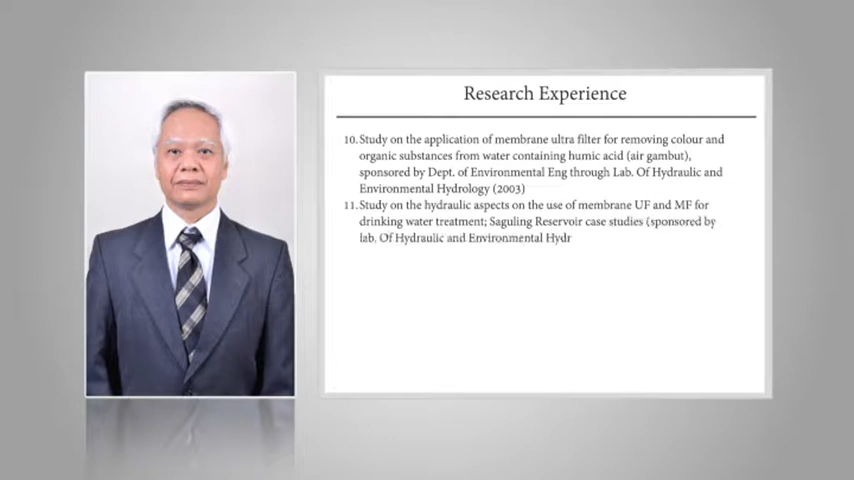 Research Experience
10. Study on the application of membrane ultra filter for removing colour and
organic substances from water containing humic acid (air gambut),
sponsored by Dept. of Environmental Eng through Lab. Of Hydraulic and
Environmental Hydrology (2003)
11. Study on the hydraulic aspects on the use of membrane UF and MF for
drinking water treatment; Saguling Reservoir case studies (sponsored by
lab. Of Hydraulic and Environmental Hydr